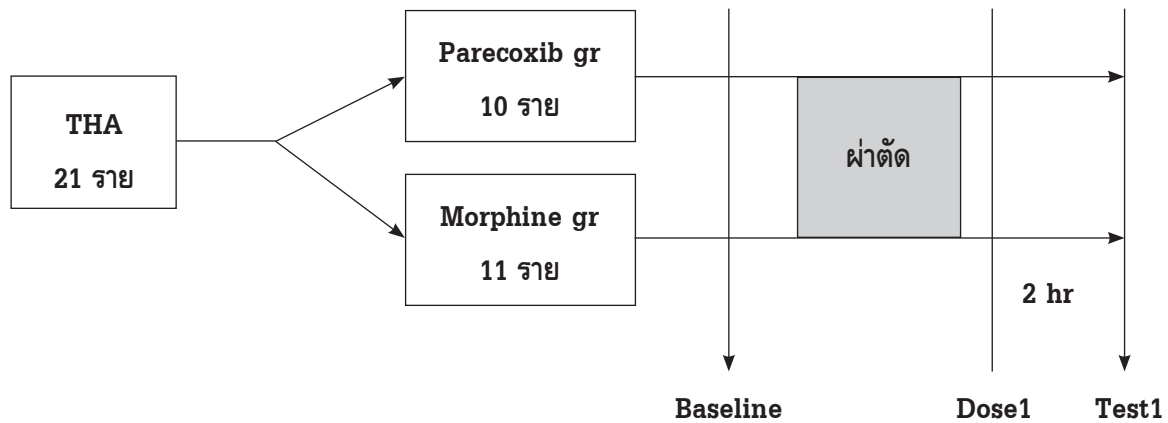 THA
21 ราย
Parecoxib gr
10 ราย
Morphine gr
11 ราย
ผ่าตัด
2 hr
Baseline
Dose1
Test1